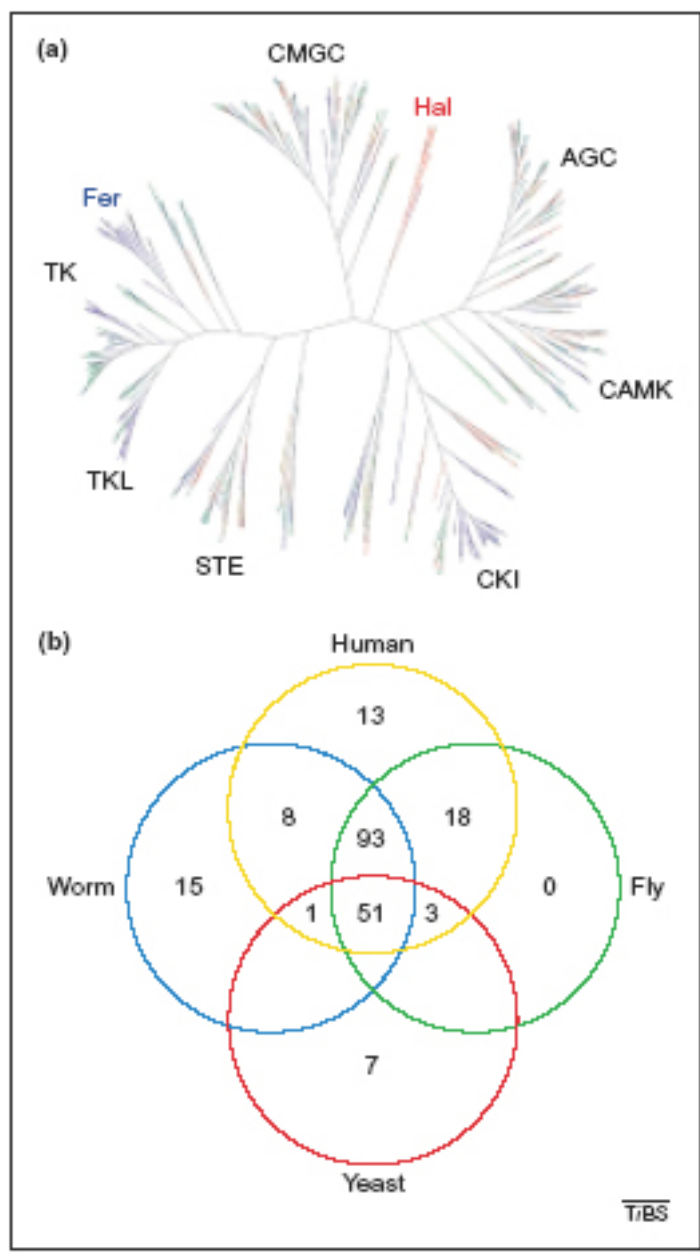 (a)
CMGC
Hal
AGC
Fer
TK
CAMK
TKL
STE
CKI
(b)
Human
13
8
93
18
Worm
15
0
Fly
1
51
3
7
Yeast
TiBS